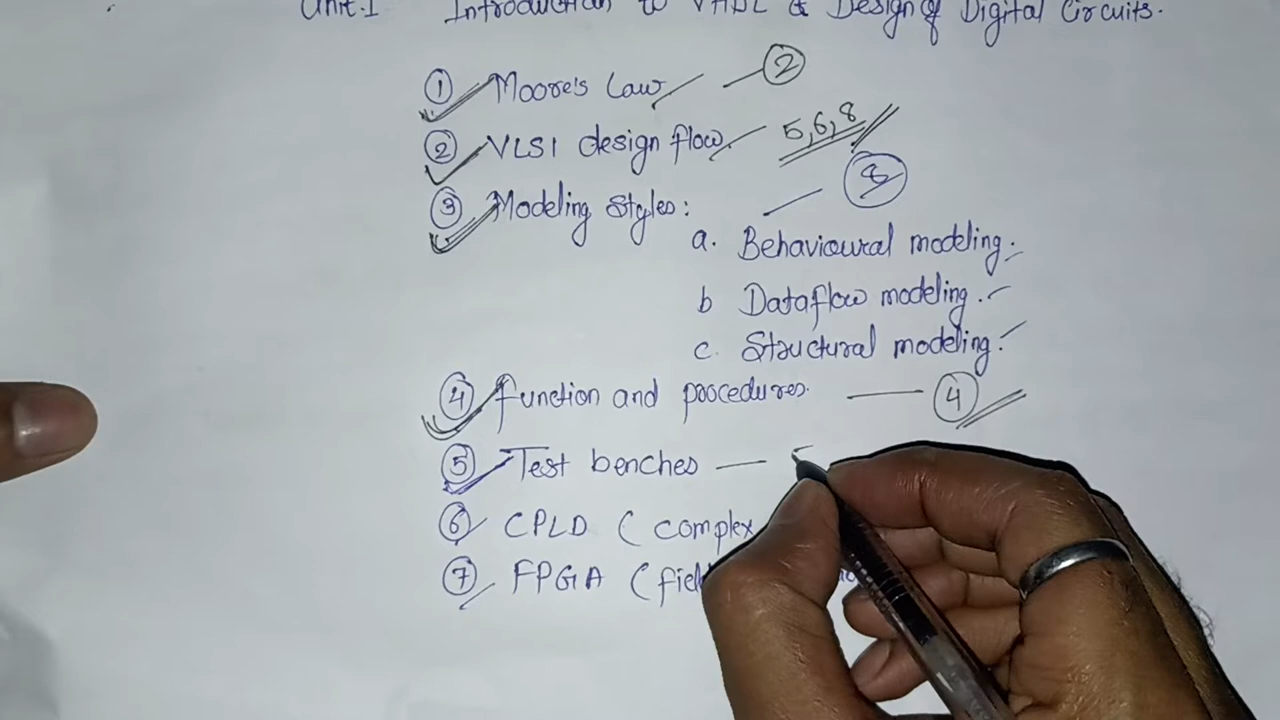 Unit.1 Introduction to VHDL & Design of Digital Circuits.
① Moore's Law — ②
② VLSI design flow. — 5,6,8
③ Modeling Styles: — ⑧
a. Behavioural modeling.
b Dataflow modeling.
c. Structural modeling.
④ Function and procedures. — ④
⑤ Test benches —
⑥ CPLD ( complex
⑦ FPGA (